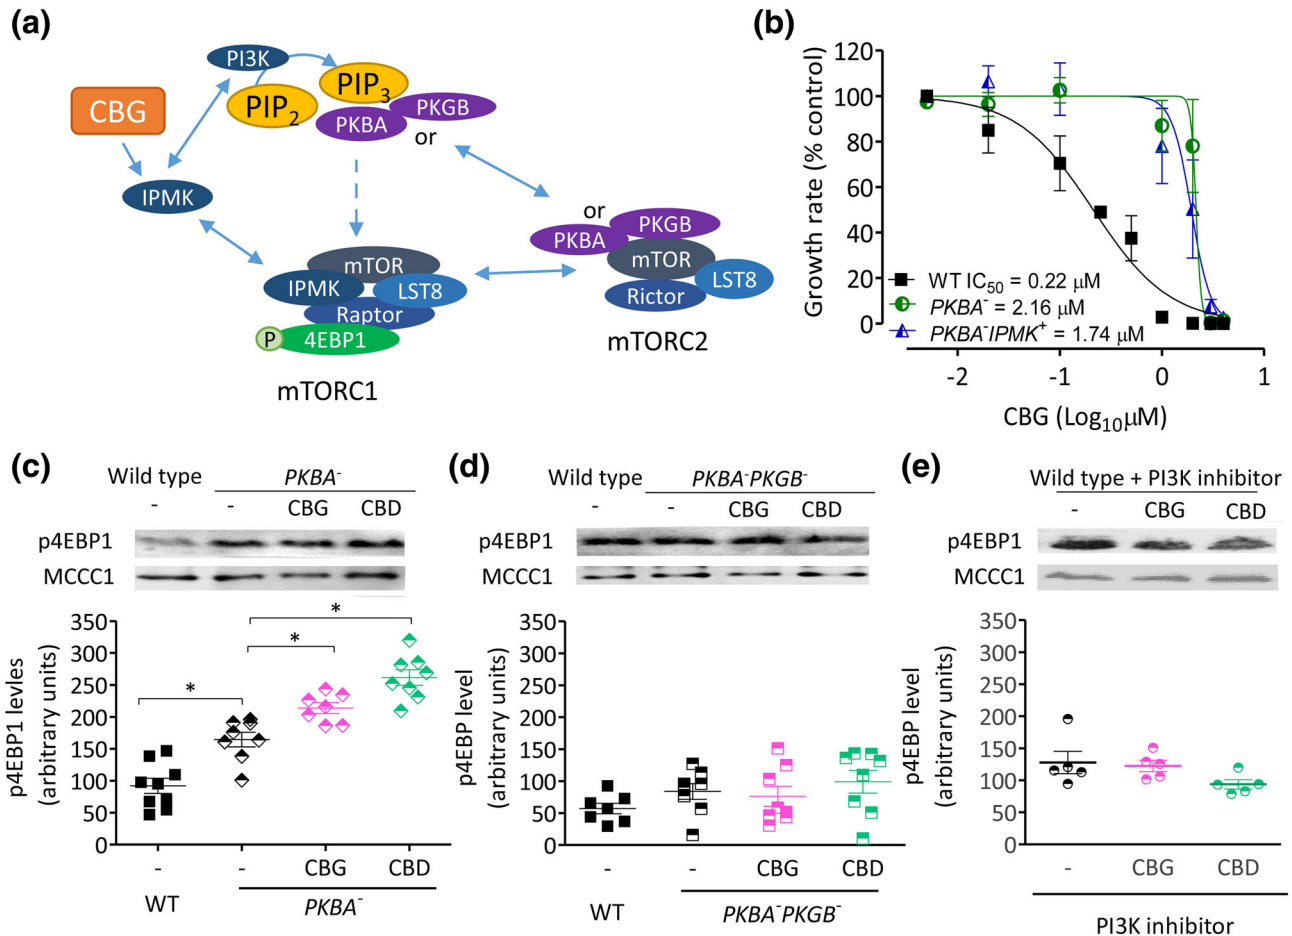 (a)
PI3K
PIP3
PIP2
CBG
PKBA
PKGB
or
IPMK
or
PKGB
PKBA
mTOR
mTOR
IPMK
LST8
LST8
Rictor
Raptor
P
4EBP1
mTORC2
mTORC1
(b)
120
100
80
60
40
20
0
Growth rate (% control)
WT IC50 = 0.22 µM
PKBA- = 2.16 µM
PKBA-IPMK+ = 1.74 µM
-2 -1 0 1
CBG (Log10µM)
(c)
Wild type PKBA-
- - CBG CBD
p4EBP1
MCCC1
* * *
350
300
250
200
150
100
50
0
p4EBP1 levles
(arbitrary units)
- - CBG CBD
WT PKBA-
(d)
Wild type PKBA-PKGB-
- - CBG CBD
p4EBP1
MCCC1
350
300
250
200
150
100
50
0
p4EBP level
(arbitrary units)
- - CBG CBD
WT PKBA-PKGB-
(e)
Wild type + PI3K inhibitor
- CBG CBD
p4EBP1
MCCC1
350
300
250
200
150
100
50
0
p4EBP level
(arbitrary units)
- CBG CBD
PI3K inhibitor